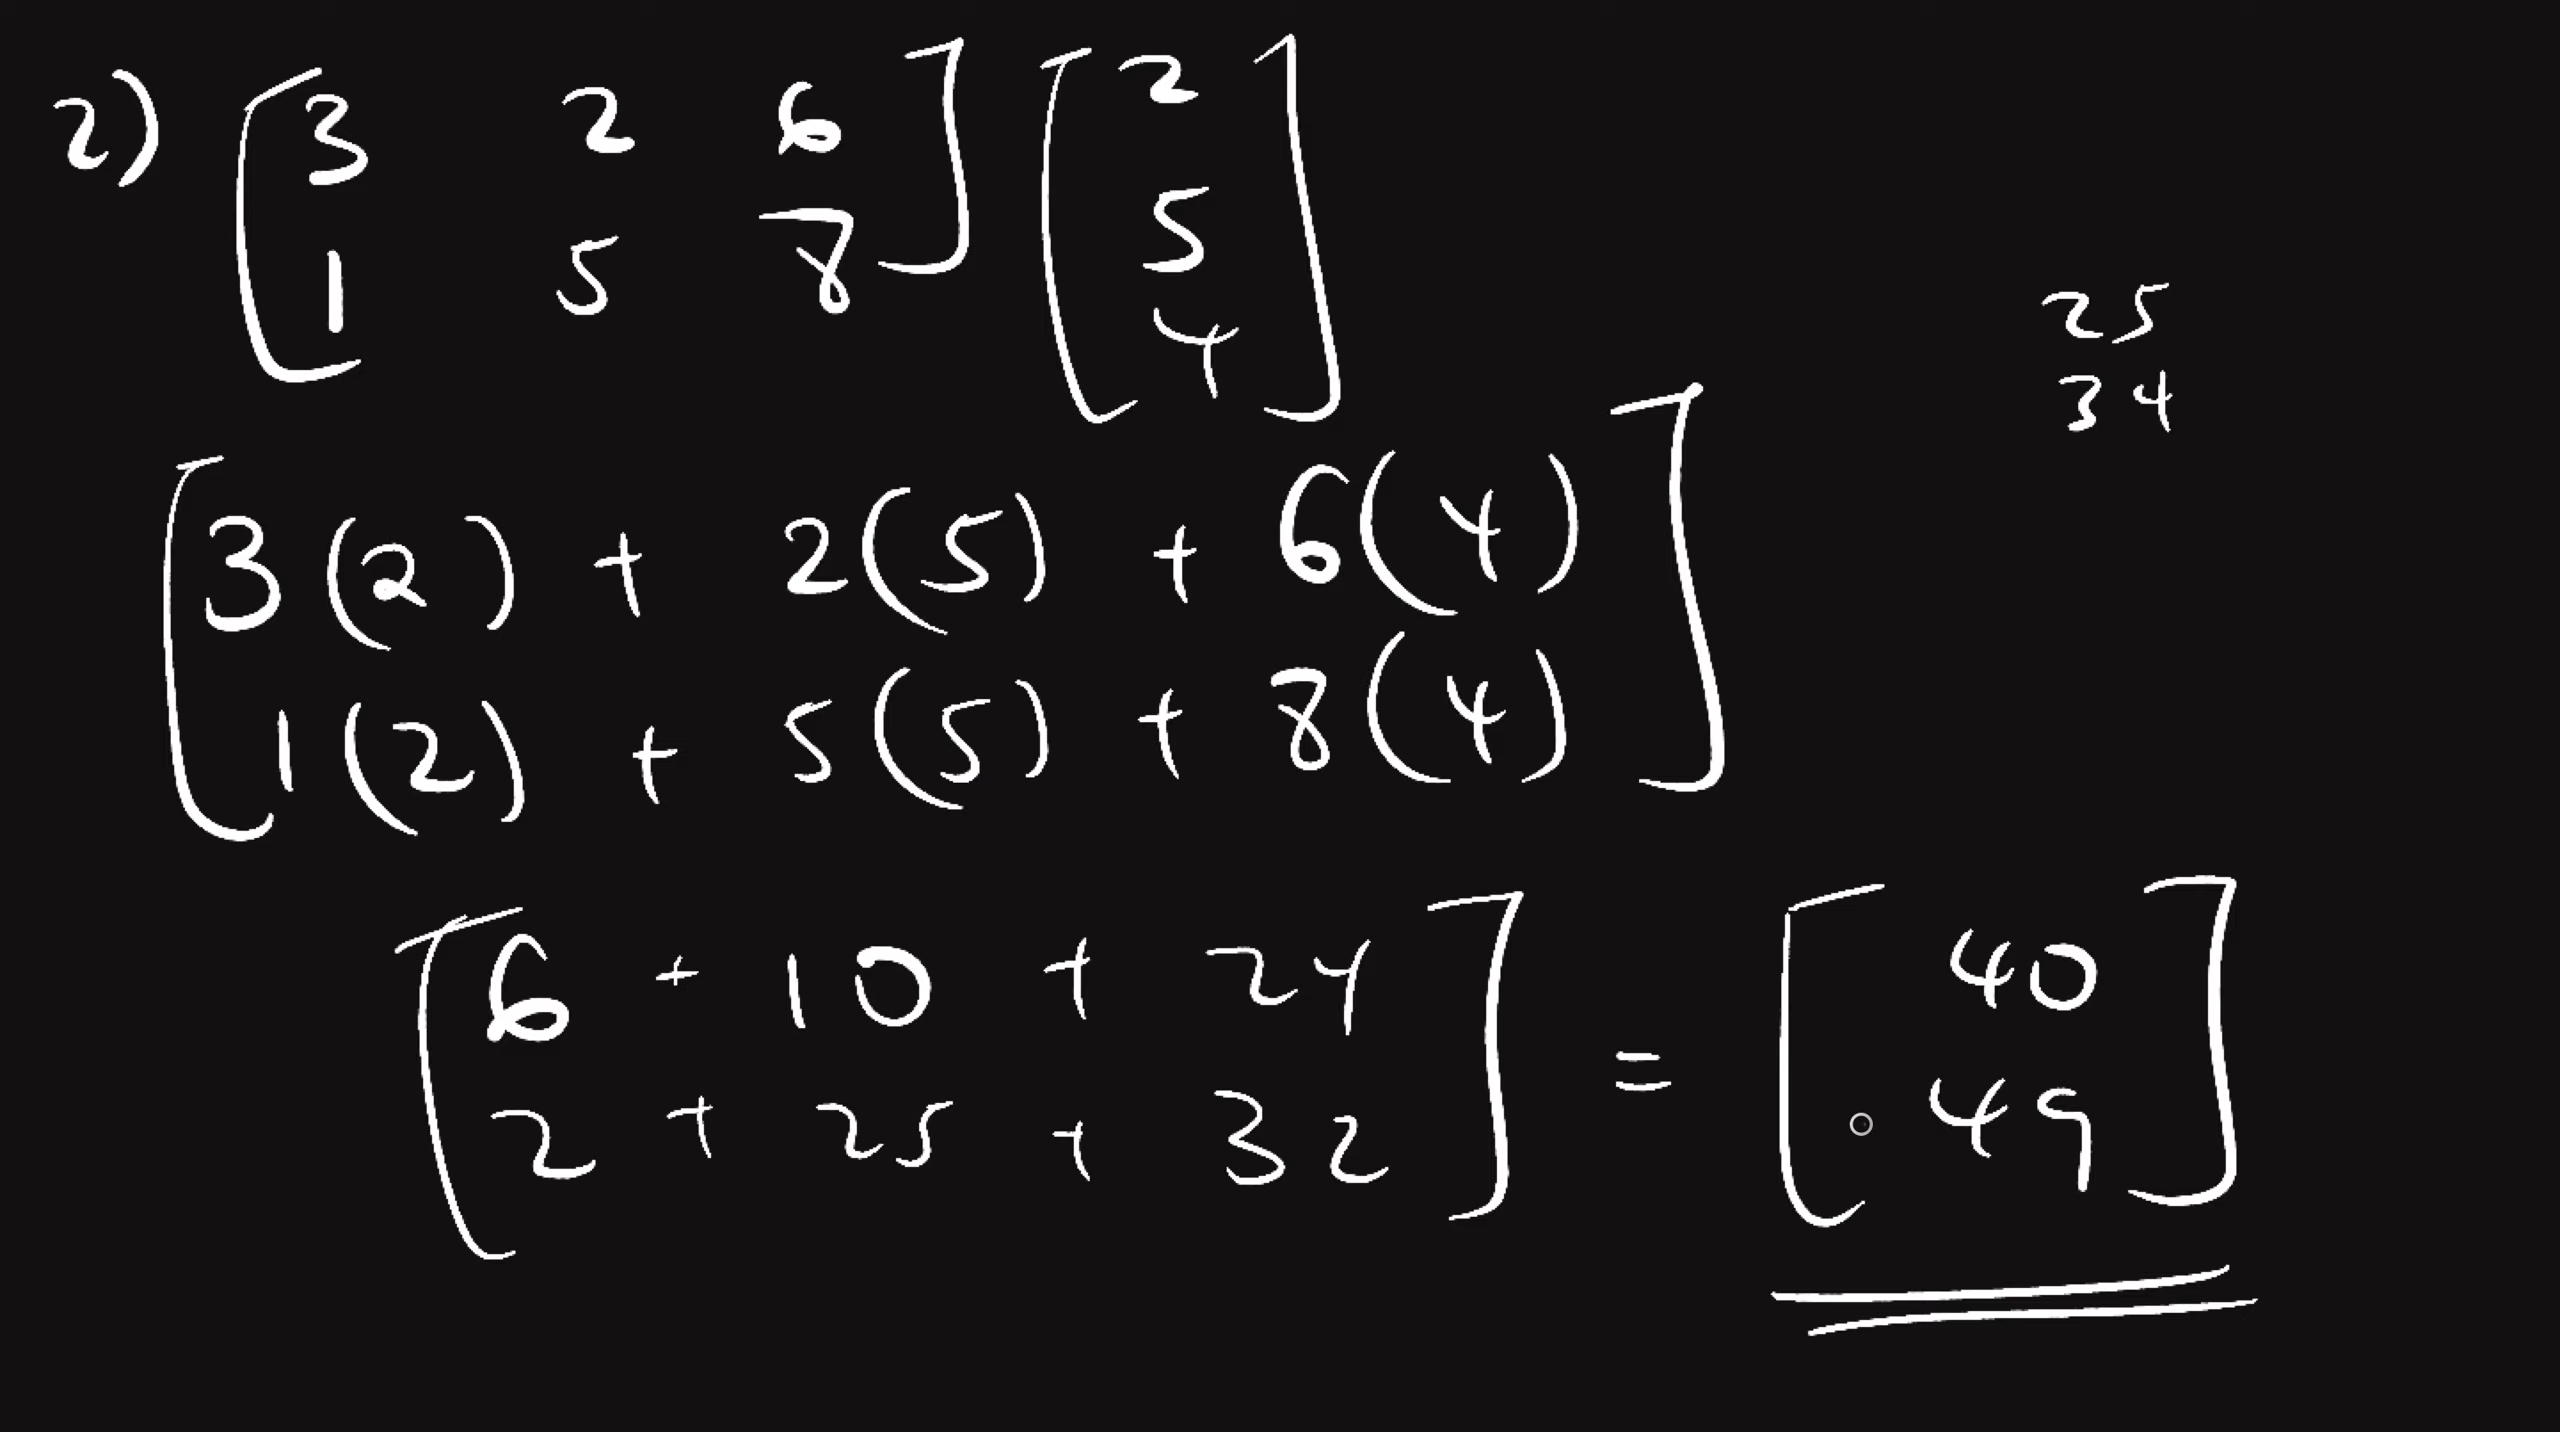 2) [3 2 6] [2
1 5 8] 5
4]
25
34
[3(2) + 2(5) + 6(4)
1(2) + 5(5) + 8(4)]
[6 + 10 + 24
2 + 25 + 32] = [40
49]